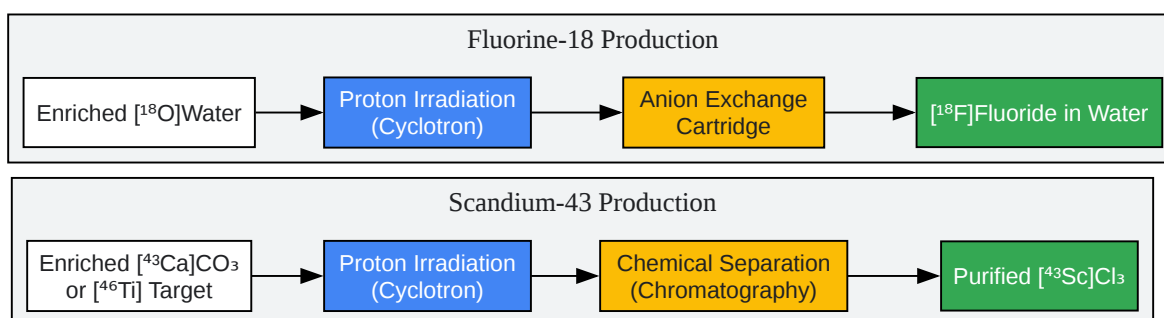 Fluorine-18 Production
Enriched [¹⁸O]Water
Proton Irradiation
(Cyclotron)
Anion Exchange
Cartridge
[¹⁸F]Fluoride in Water
Scandium-43 Production
Enriched [⁴³Ca]CO₃
or [⁴⁶Ti] Target
Proton Irradiation
(Cyclotron)
Chemical Separation
(Chromatography)
Purified [⁴³Sc]Cl₃